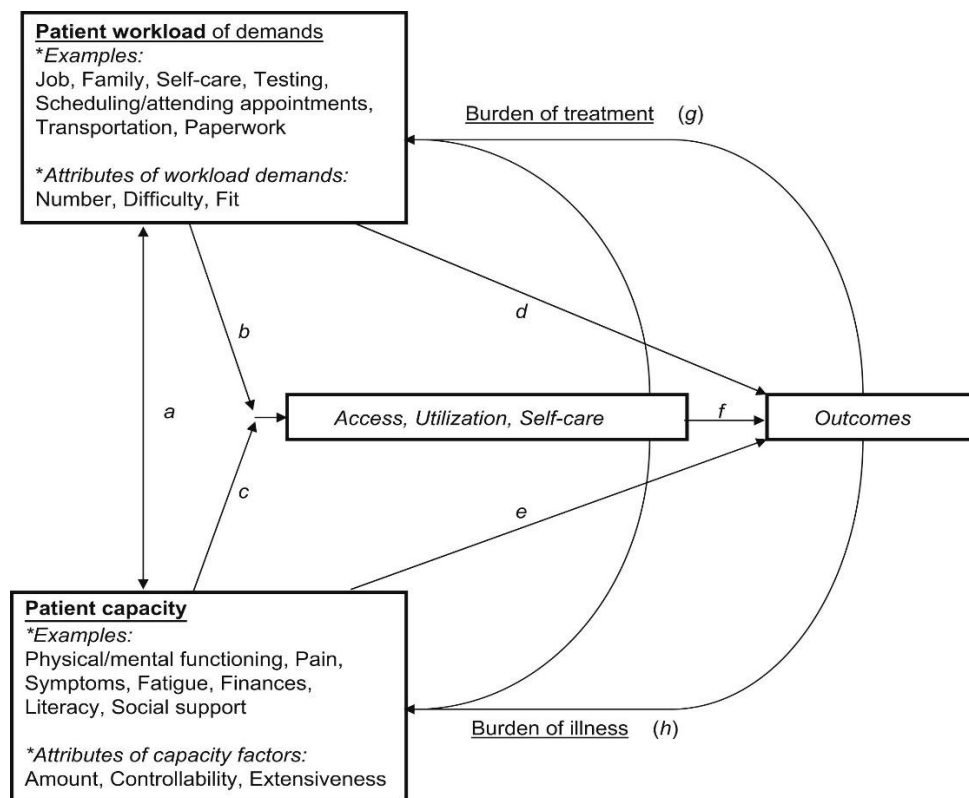 Patient workload of demands
*Examples:
Job, Family, Self-care, Testing,
Scheduling/attending appointments,
Transportation, Paperwork
*Attributes of workload demands:
Number, Difficulty, Fit
Burden of treatment (g)
b
d
a
Access, Utilization, Self-care
f
Outcomes
c
e
Patient capacity
*Examples:
Physical/mental functioning, Pain,
Symptoms, Fatigue, Finances,
Literacy, Social support
*Attributes of capacity factors:
Amount, Controllability, Extensiveness
Burden of illness (h)